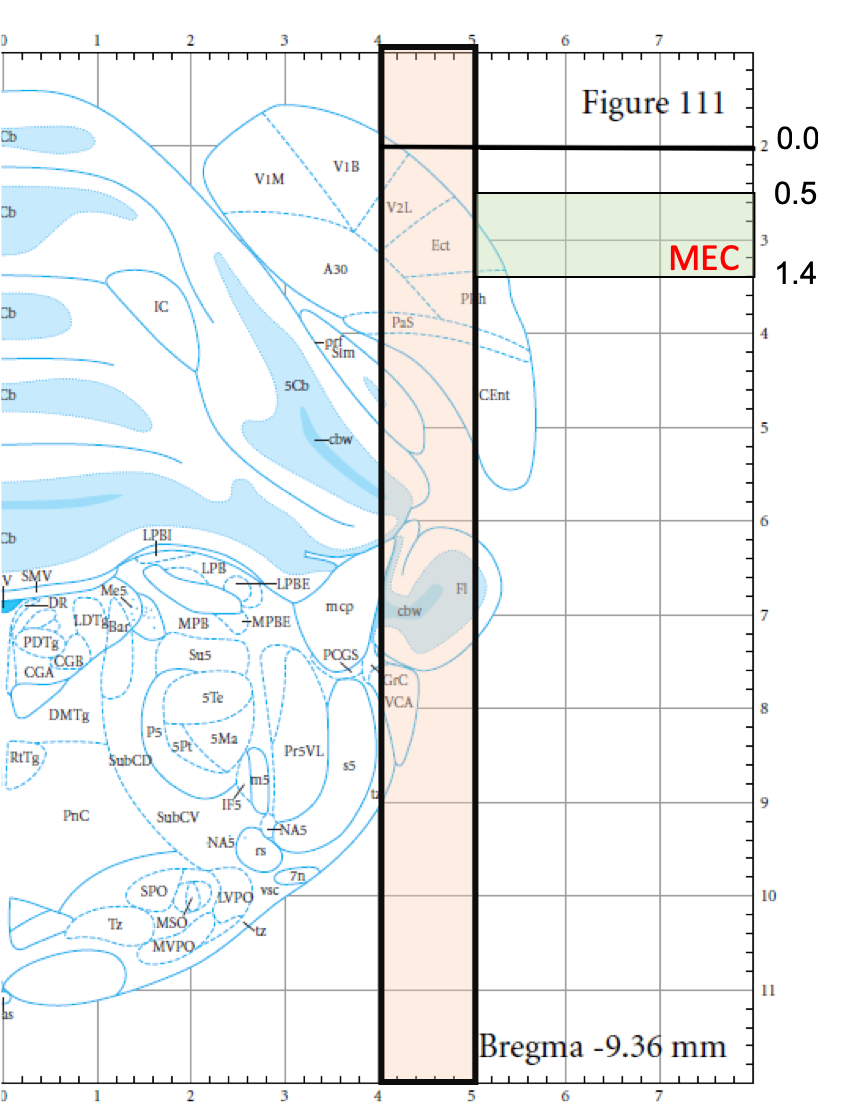 0 1 2 3 4 5 6 7
Figure 111
2 0.0
Cb
V1B
V1M
0.5
V2L
Cb
Ect
3
MEC
A30
1.4
IC
Cb
PaS
prf
4
Sim
5Cb
Cb
CEnt
5
cbw
6
Cb
LPBI
LPB
V SMV
LPBE
Me5
Fl
DR
mcp
cbw
LDTg
Bar
MPB
MPBE
7
PDTg
CGB
Su5
PCGS
CGA
GrC
5Te
VCA
DMTg
8
P5
5Ma
5Pt
Pr5VL
RtTg
SubCD
s5
m5
IF5
9
PnC
SubCV
NA5
NA5
rs
7n
SPO
vsc
LVPO
10
MSO
Tz
tz
MVPO
11
Bregma -9.36 mm
0 1 2 3 4 5 6 7